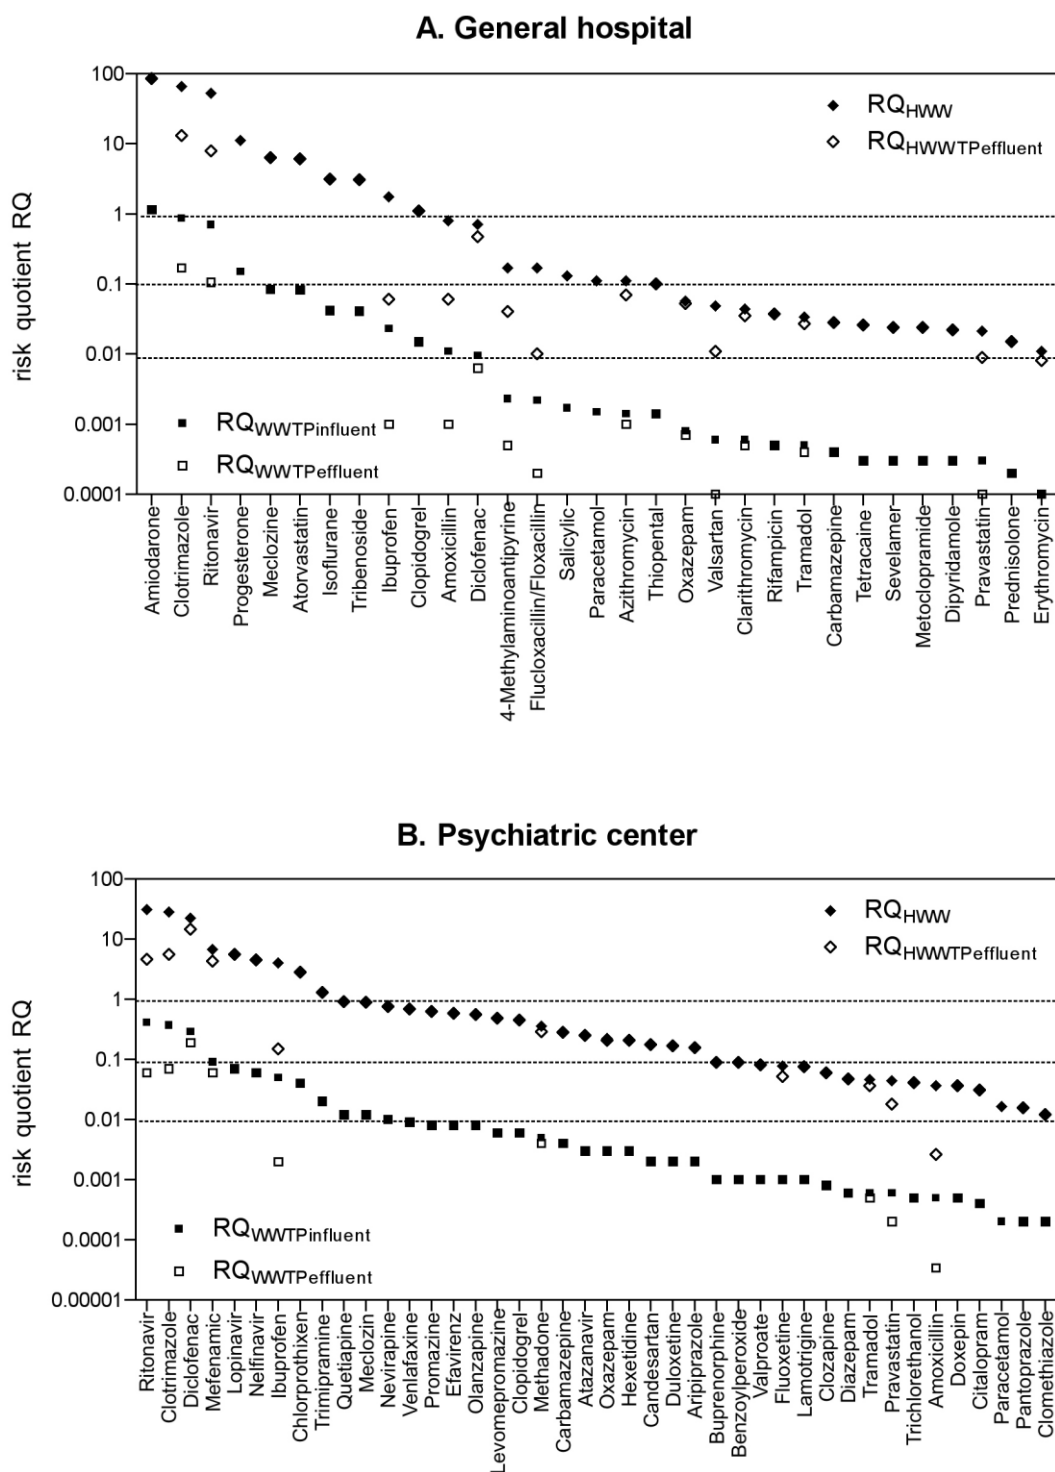 A. General hospital
risk quotient RQ
100
10
1
0.1
0.01
0.001
0.0001
RQHWW
RQHWWTPeffluent
RQWWTPinfluent
RQWWTPeffluent
Amiodarone
Clotrimazole
Ritonavir
Progesterone
Meclozine
Atorvastatin
Isoflurane
Tribenoside
Ibuprofen
Clopidogrel
Amoxicillin
Diclofenac
4-Methylaminoantipyrine
Flucloxacillin/Floxacillin
Salicylic
Paracetamol
Azithromycin
Thiopental
Oxazepam
Valsartan
Clarithromycin
Rifampicin
Tramadol
Carbamazepine
Tetracaine
Sevelamer
Metoclopramide
Dipyridamole
Pravastatin
Prednisolone
Erythromycin
B. Psychiatric center
risk quotient RQ
100
10
1
0.1
0.01
0.001
0.0001
0.00001
RQHWW
RQHWWTPeffluent
RQWWTPinfluent
RQWWTPeffluent
Ritonavir
Clotrimazole
Diclofenac
Mefenamic
Lopinavir
Nelfinavir
Ibuprofen
Chlorprothixen
Trimipramine
Quetiapine
Meclozin
Nevirapine
Venlafaxine
Promazine
Efavirenz
Olanzapine
Levomepromazine
Clopidogrel
Methadone
Carbamazepine
Atazanavir
Oxazepam
Hexetidine
Candesartan
Duloxetine
Aripiprazole
Buprenorphine
Benzoylperoxide
Valproate
Fluoxetine
Lamotrigine
Clozapine
Diazepam
Tramadol
Pravastatin
Trichlorethanol
Amoxicillin
Doxepin
Citalopram
Paracetamol
Pantoprazole
Clomethiazole